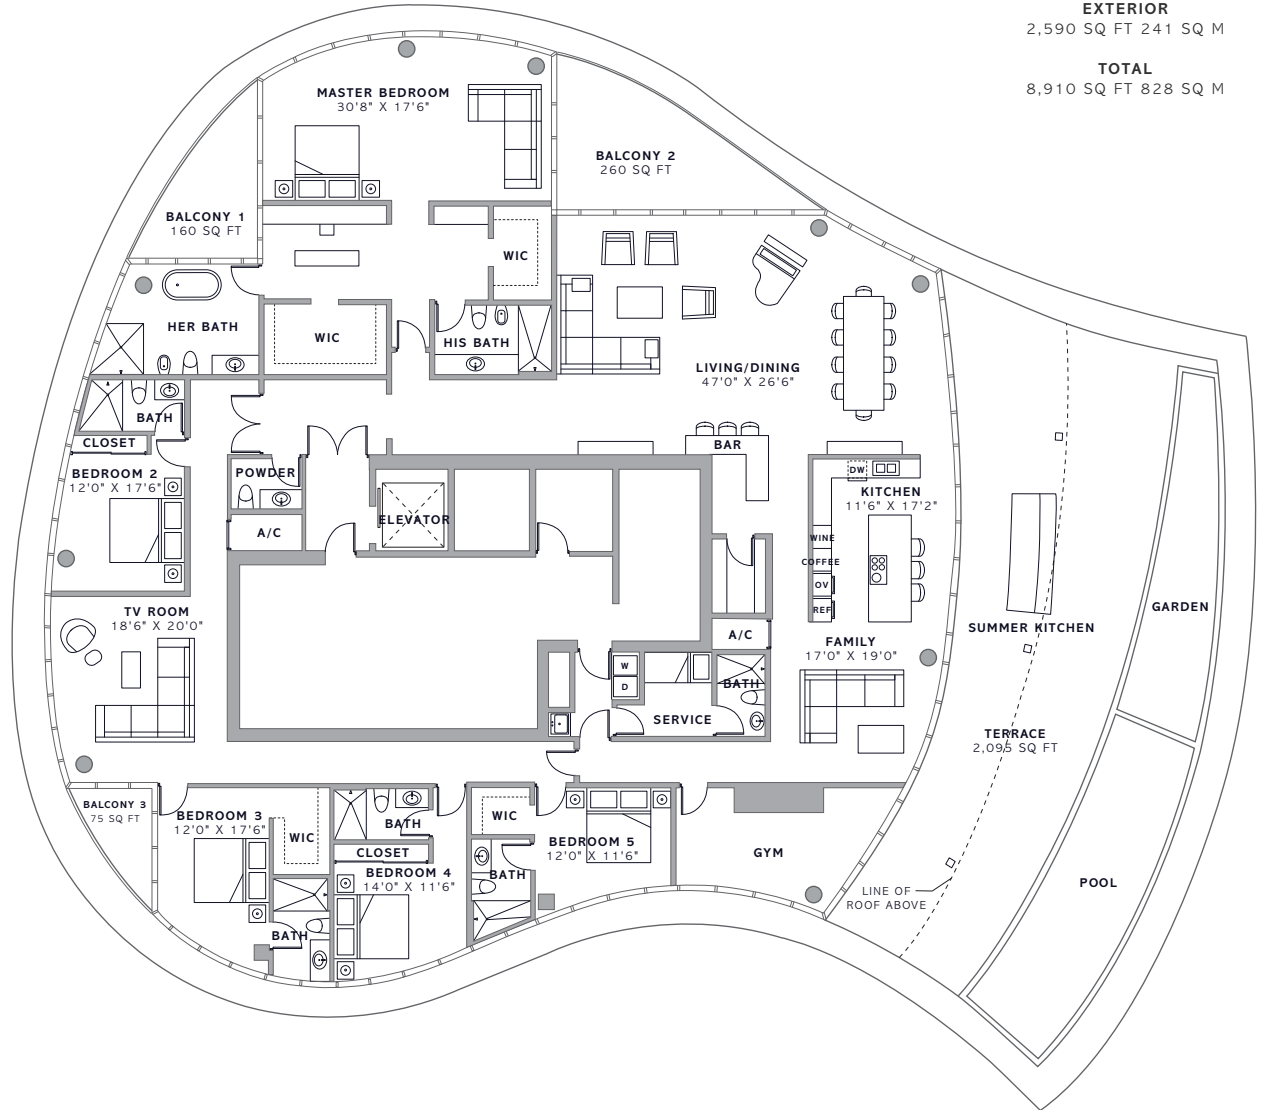 EXTERIOR
2,590 SQ FT 241 SQ M
TOTAL
8,910 SQ FT 828 SQ M
MASTER BEDROOM
30'8" X 17'6"
BALCONY 2
260 SQ FT
BALCONY 1
160 SQ FT
WIC
HER BATH
WIC
HIS BATH
LIVING/DINING
47'0" X 26'6"
BATH
CLOSET
BEDROOM 2
12'0" X 17'6"
POWDER
A/C
ELEVATOR
BAR
DW
KITCHEN
11'6" X 17'2"
WINE
COFFEE
OV
REF
TV ROOM
18'6" X 20'0"
A/C
FAMILY
17'0" X 19'0"
SUMMER KITCHEN
GARDEN
W
D
BATH
SERVICE
TERRACE
2,095 SQ FT
BALCONY 3
75 SQ FT
BEDROOM 3
12'0" X 17'6"
WIC
BATH
BATH
CLOSET
BEDROOM 4
14'0" X 11'6"
WIC
BATH
BEDROOM 5
12'0" X 11'6"
GYM
LINE OF
ROOF ABOVE
POOL